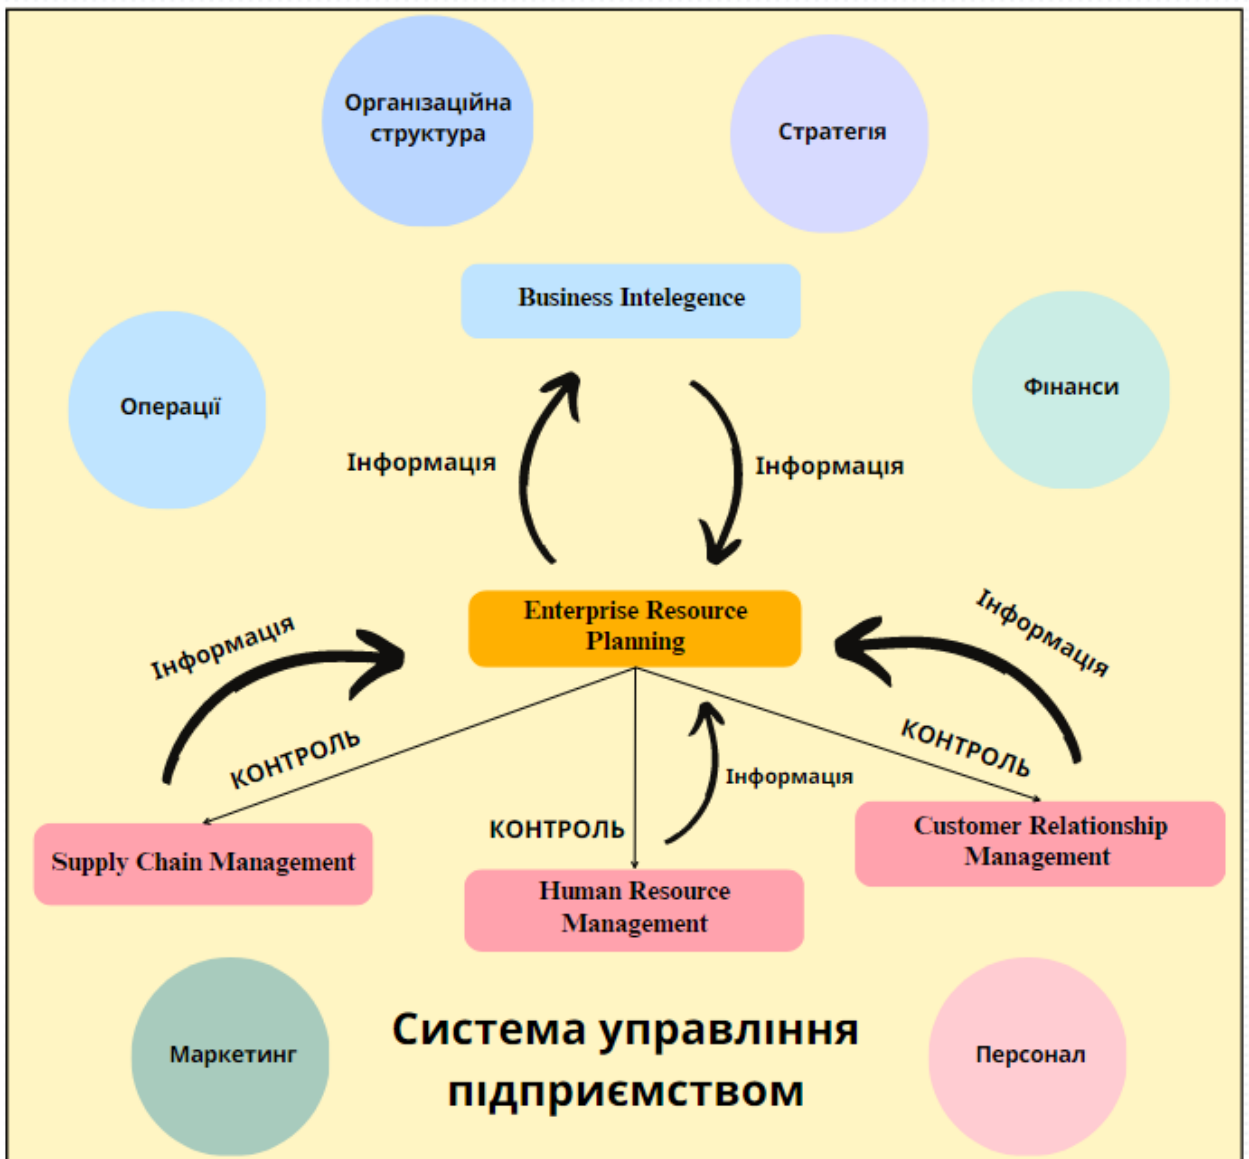 Організаційна
структура
Стратегія
Business Intelegence
Операції
Фінанси
Інформація
Інформація
Enterprise Resource
Planning
Інформація
Інформація
КОНТРОЛЬ
КОНТРОЛЬ
Інформація
КОНТРОЛЬ
Supply Chain Management
Customer Relationship
Management
Human Resource
Management
Маркетинг
Система управління
підприємством
Персонал